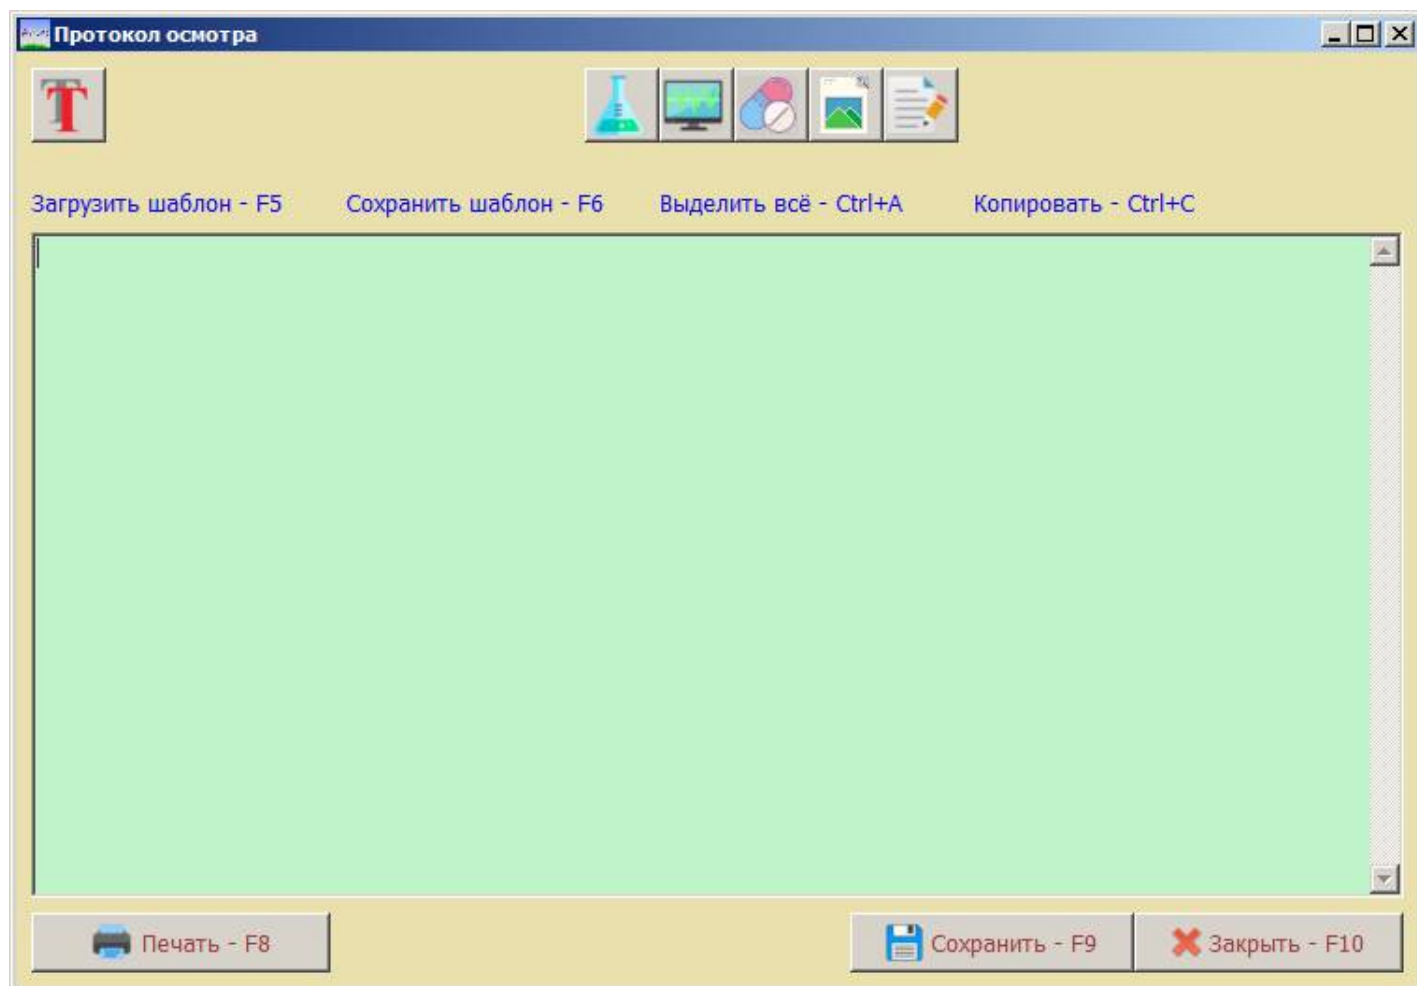 Протокол осмотра
T
Загрузить шаблон - F5 Сохранить шаблон - F6 Выделить всё - Ctrl+A Копировать - Ctrl+C
Печать - F8 Сохранить - F9 Закрыть - F10